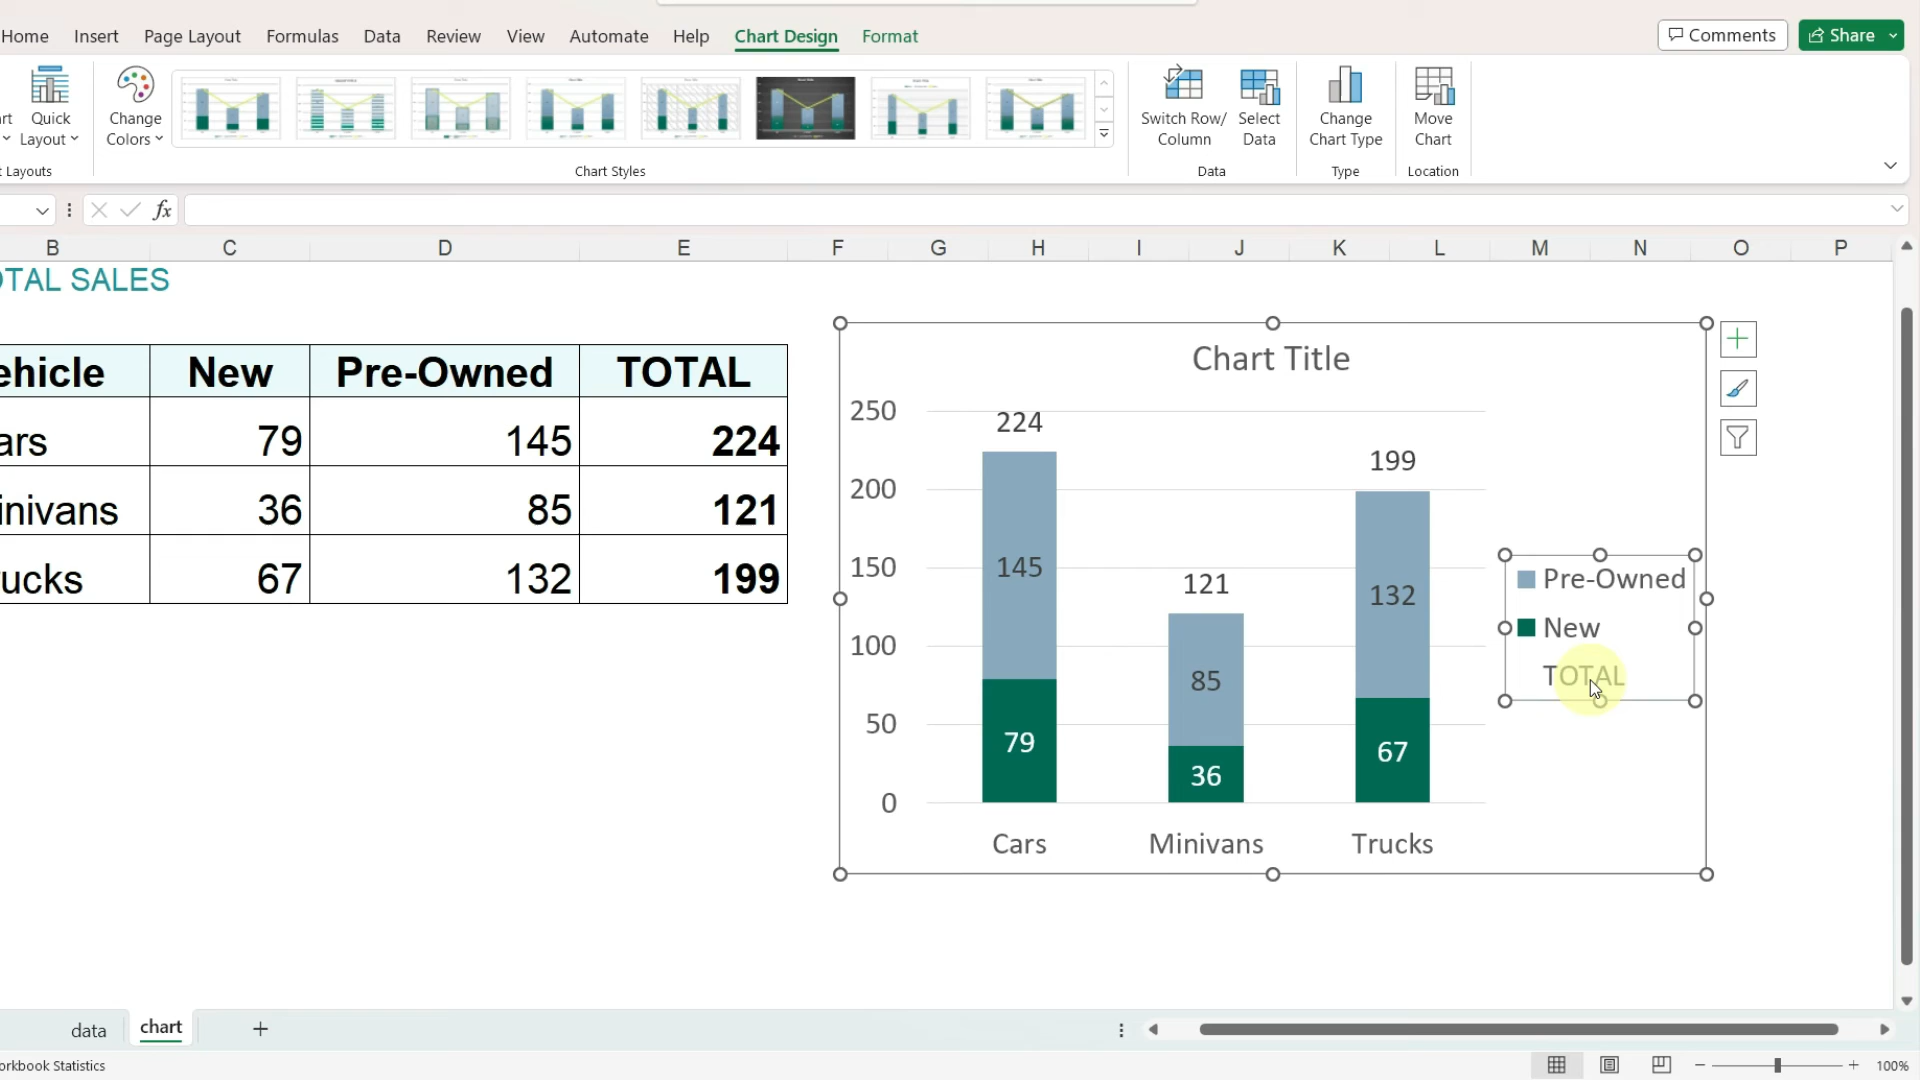 Home Insert Page Layout Formulas Data Review View Automate Help Chart Design Format Comments Share
Quick Layout
Change Colors
Switch Row/ Column
Select Data
Change Chart Type
Move Chart
Layouts Chart Styles Data Type Location
fx
B C D E F G H I J K L M N O P
OTAL SALES
ehicle New Pre-Owned TOTAL
ars 79 145 224
inivans 36 85 121
ucks 67 132 199
Chart Title
250
200
150
100
50
0
224
145
79
121
85
36
199
132
67
Cars Minivans Trucks
Pre-Owned
New
TOTAL
data chart
orkbook Statistics
100%